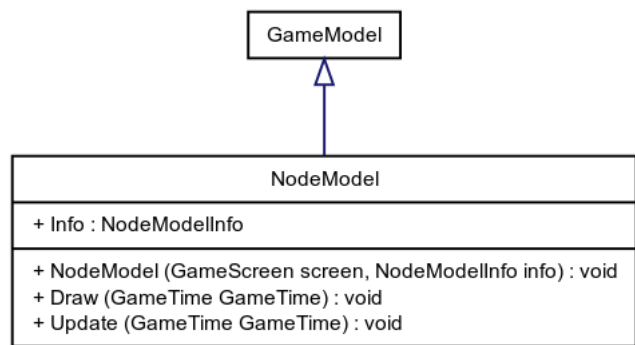 GameModel
NodeModel
+ Info : NodeModelInfo
+ NodeModel (GameScreen screen, NodeModelInfo info) : void
+ Draw (GameTime GameTime) : void
+ Update (GameTime GameTime) : void